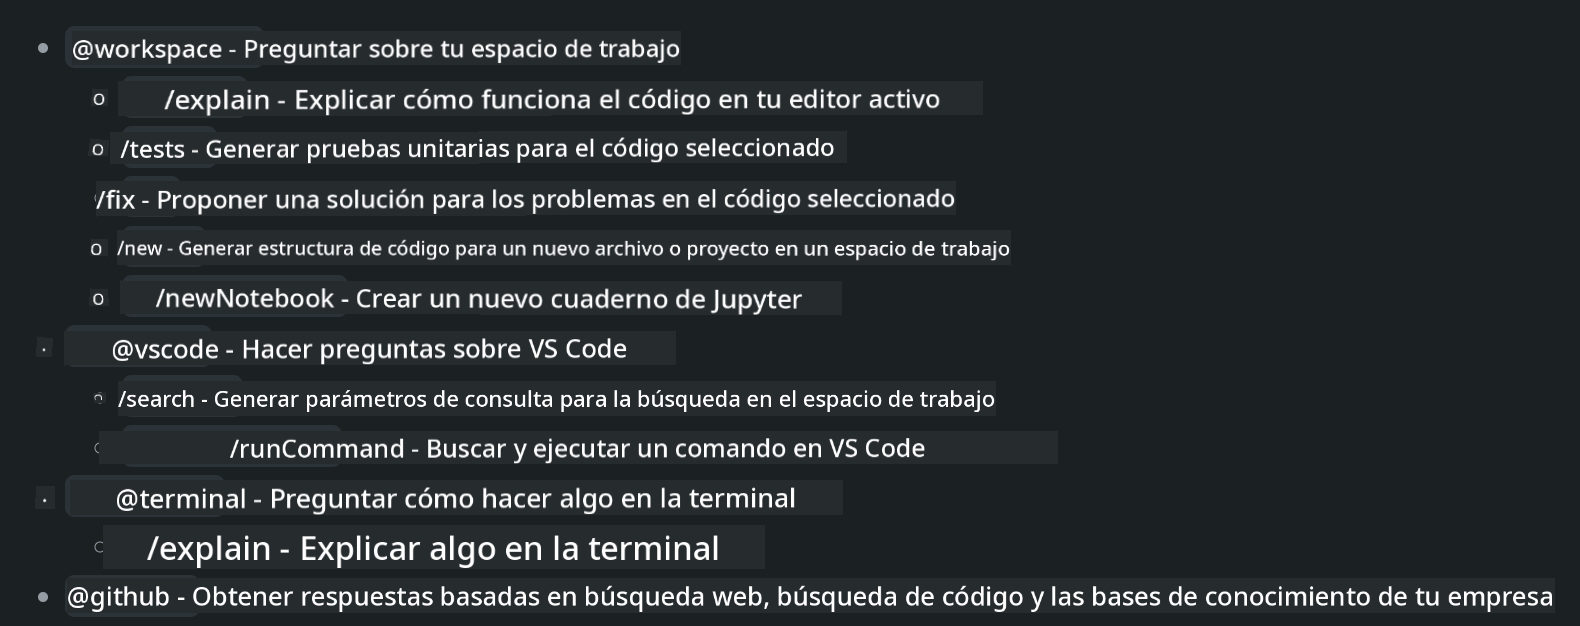 @workspace - Preguntar sobre tu espacio de trabajo
/explain - Explicar cómo funciona el código en tu editor activo
/tests - Generar pruebas unitarias para el código seleccionado
/fix - Proponer una solución para los problemas en el código seleccionado
/new - Generar estructura de código para un nuevo archivo o proyecto en un espacio de trabajo
/newNotebook - Crear un nuevo cuaderno de Jupyter
@vscode - Hacer preguntas sobre VS Code
/search - Generar parámetros de consulta para la búsqueda en el espacio de trabajo
/runCommand - Buscar y ejecutar un comando en VS Code
@terminal - Preguntar cómo hacer algo en la terminal
/explain - Explicar algo en la terminal
@github - Obtener respuestas basadas en búsqueda web, búsqueda de código y las bases de conocimiento de tu empresa